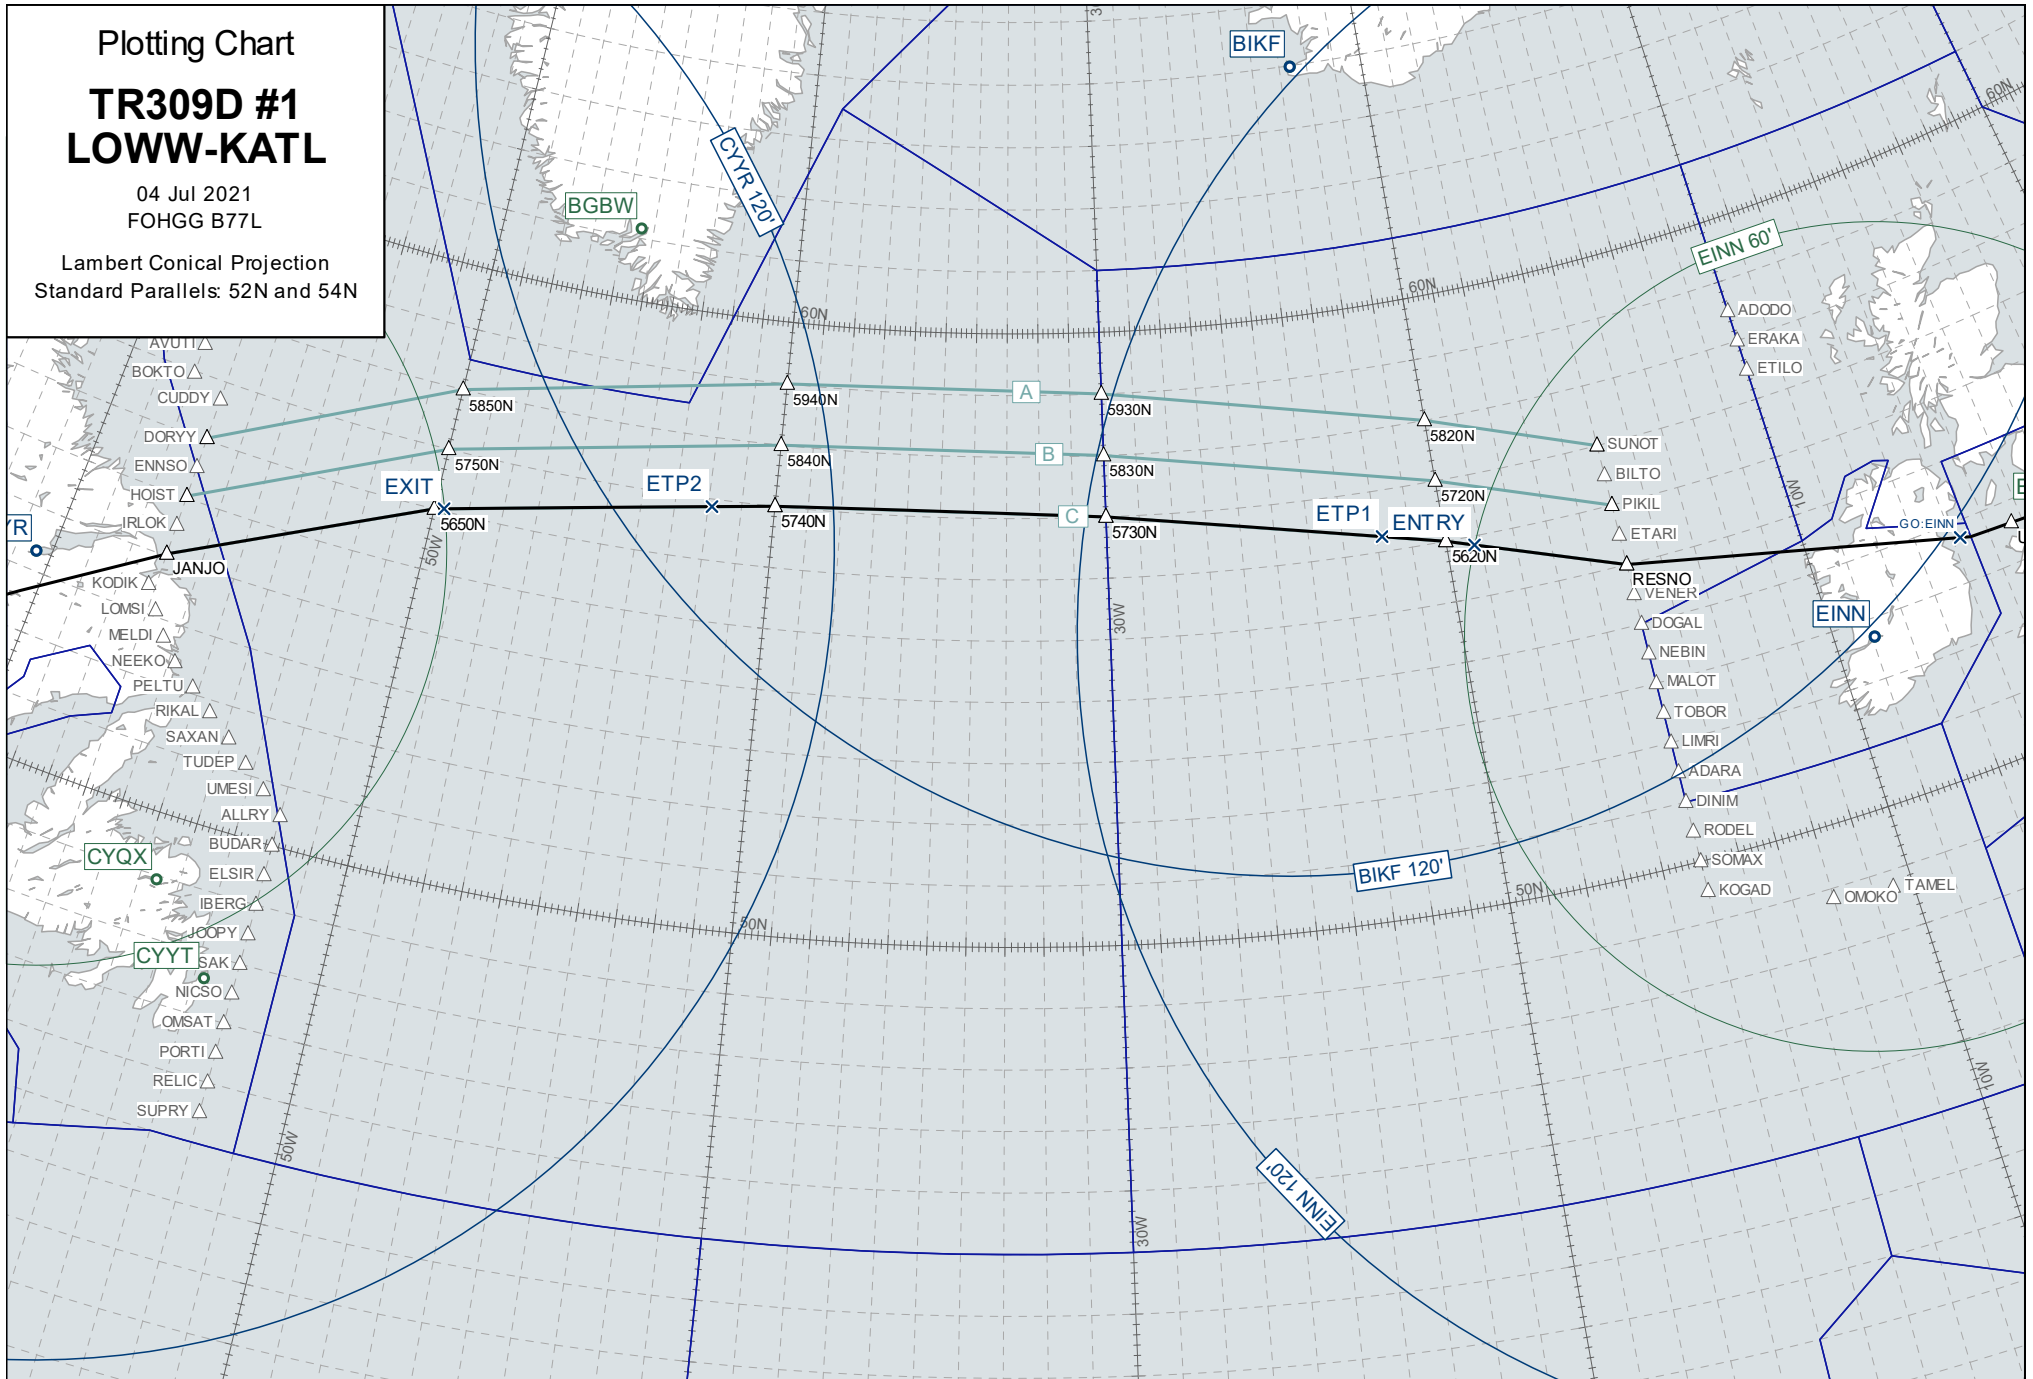 Plotting Chart
TR309D #1
LOWW-KATL
04 Jul 2021
FOHGG B77L
Lambert Conical Projection
Standard Parallels: 52N and 54N
BIKF
60N
CYYR 120'
BGBW
EINN 60'
60N
60N
ADODO
ERAKA
ETILO
AVUTI
BOKTO
CUDDY
DORYY
ENNSO
HOIST
IRLOK
JANJO
KODIK
LOMSI
MELDI
NEEKO
PELTU
RIKAL
SAXAN
TUDEP
UMESI
ALLRY
BUDAR
ELSIR
IBERG
JOOPY
SAK
NICSO
OMSAT
PORTI
RELIC
SUPRY
YR
CYQX
CYYT
A
5850N
5940N
5930N
5820N
SUNOT
B
5750N
5840N
5830N
5720N
BILTO
PIKIL
EXIT
ETP2
ETP1
ENTRY
C
5650N
5740N
5730N
5620N
ETARI
RESNO
VENER
DOGAL
NEBIN
MALOT
TOBOR
LIMRI
ADARA
DINIM
RODEL
SOMAX
KOGAD
OMOKO
TAMEL
GO:EINN
EINN
10W
50W
30W
BIKF 120'
50N
50N
10W
50W
30W
EINN 120'